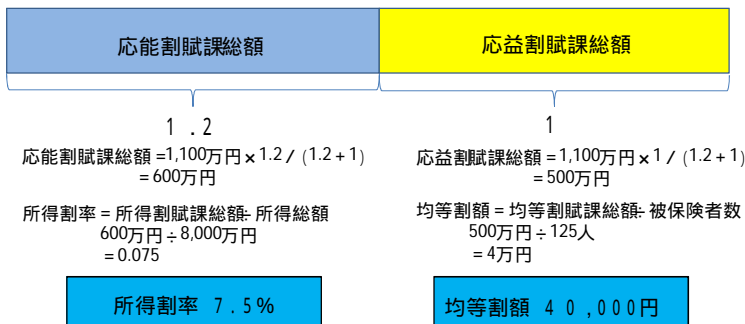 応能割賦課総額
応益割賦課総額
1.2
応能割賦課総額=1,100万円×1.2/(1.2+1)
=600万円
所得割率=所得割賦課総額÷所得総額
600万円÷8,000万円
=0.075
所得割率 7.5%
1
応益割賦課総額=1,100万円×1/(1.2+1)
=500万円
均等割額=均等割賦課総額÷被保険者数
500万円÷125人
=4万円
均等割額 40,000円